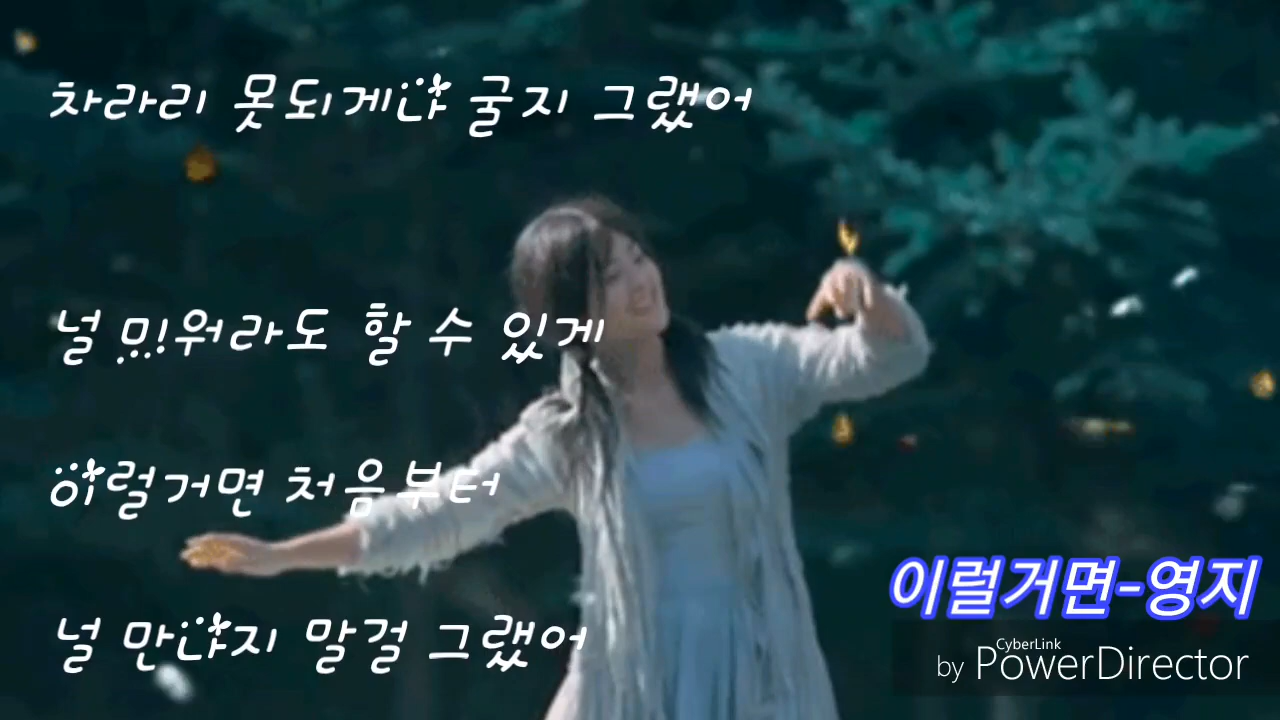 차라리 못되게나 굴지 그랬어
널 미워라도 할 수 있게
이럴거면 처음부터
널 만나지 말걸 그랬어
이럴거면-영지
CyberLink
by PowerDirector